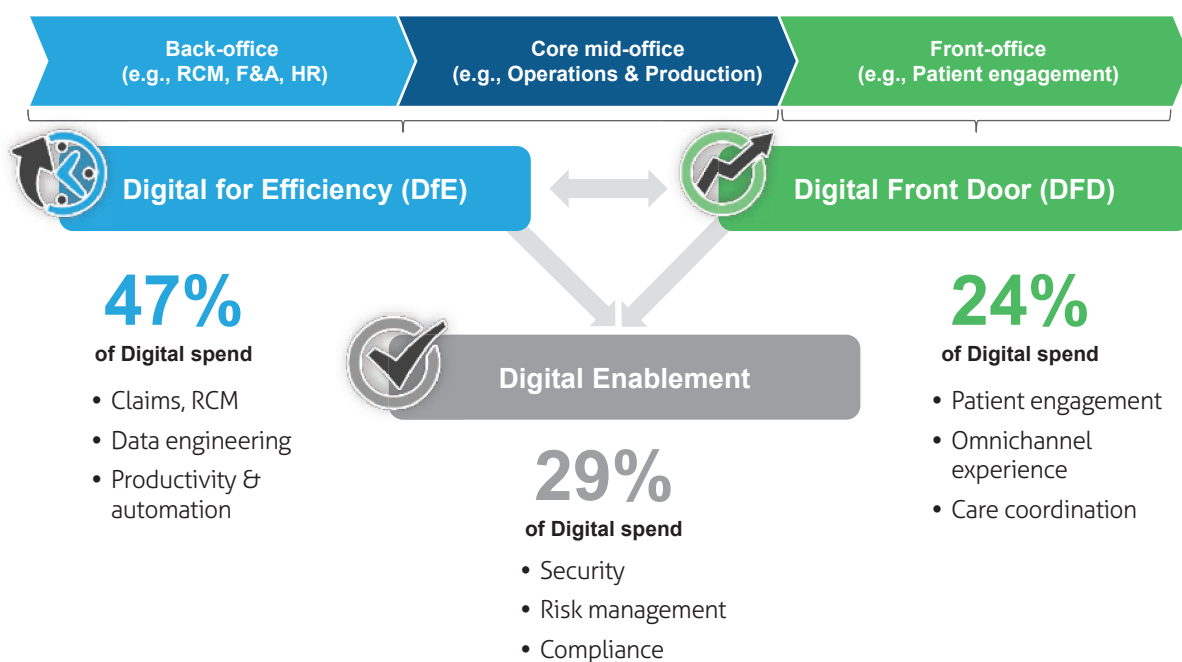 Back-office
(e.g., RCM, F&A, HR)
Core mid-office
(e.g., Operations & Production)
Front-office
(e.g., Patient engagement)
Digital for Efficiency (DfE)
Digital Front Door (DFD)
47%
of Digital spend
• Claims, RCM
• Data engineering
• Productivity &
automation
Digital Enablement
29%
of Digital spend
• Security
• Risk management
• Compliance
24%
of Digital spend
• Patient engagement
• Omnichannel
experience
• Care coordination